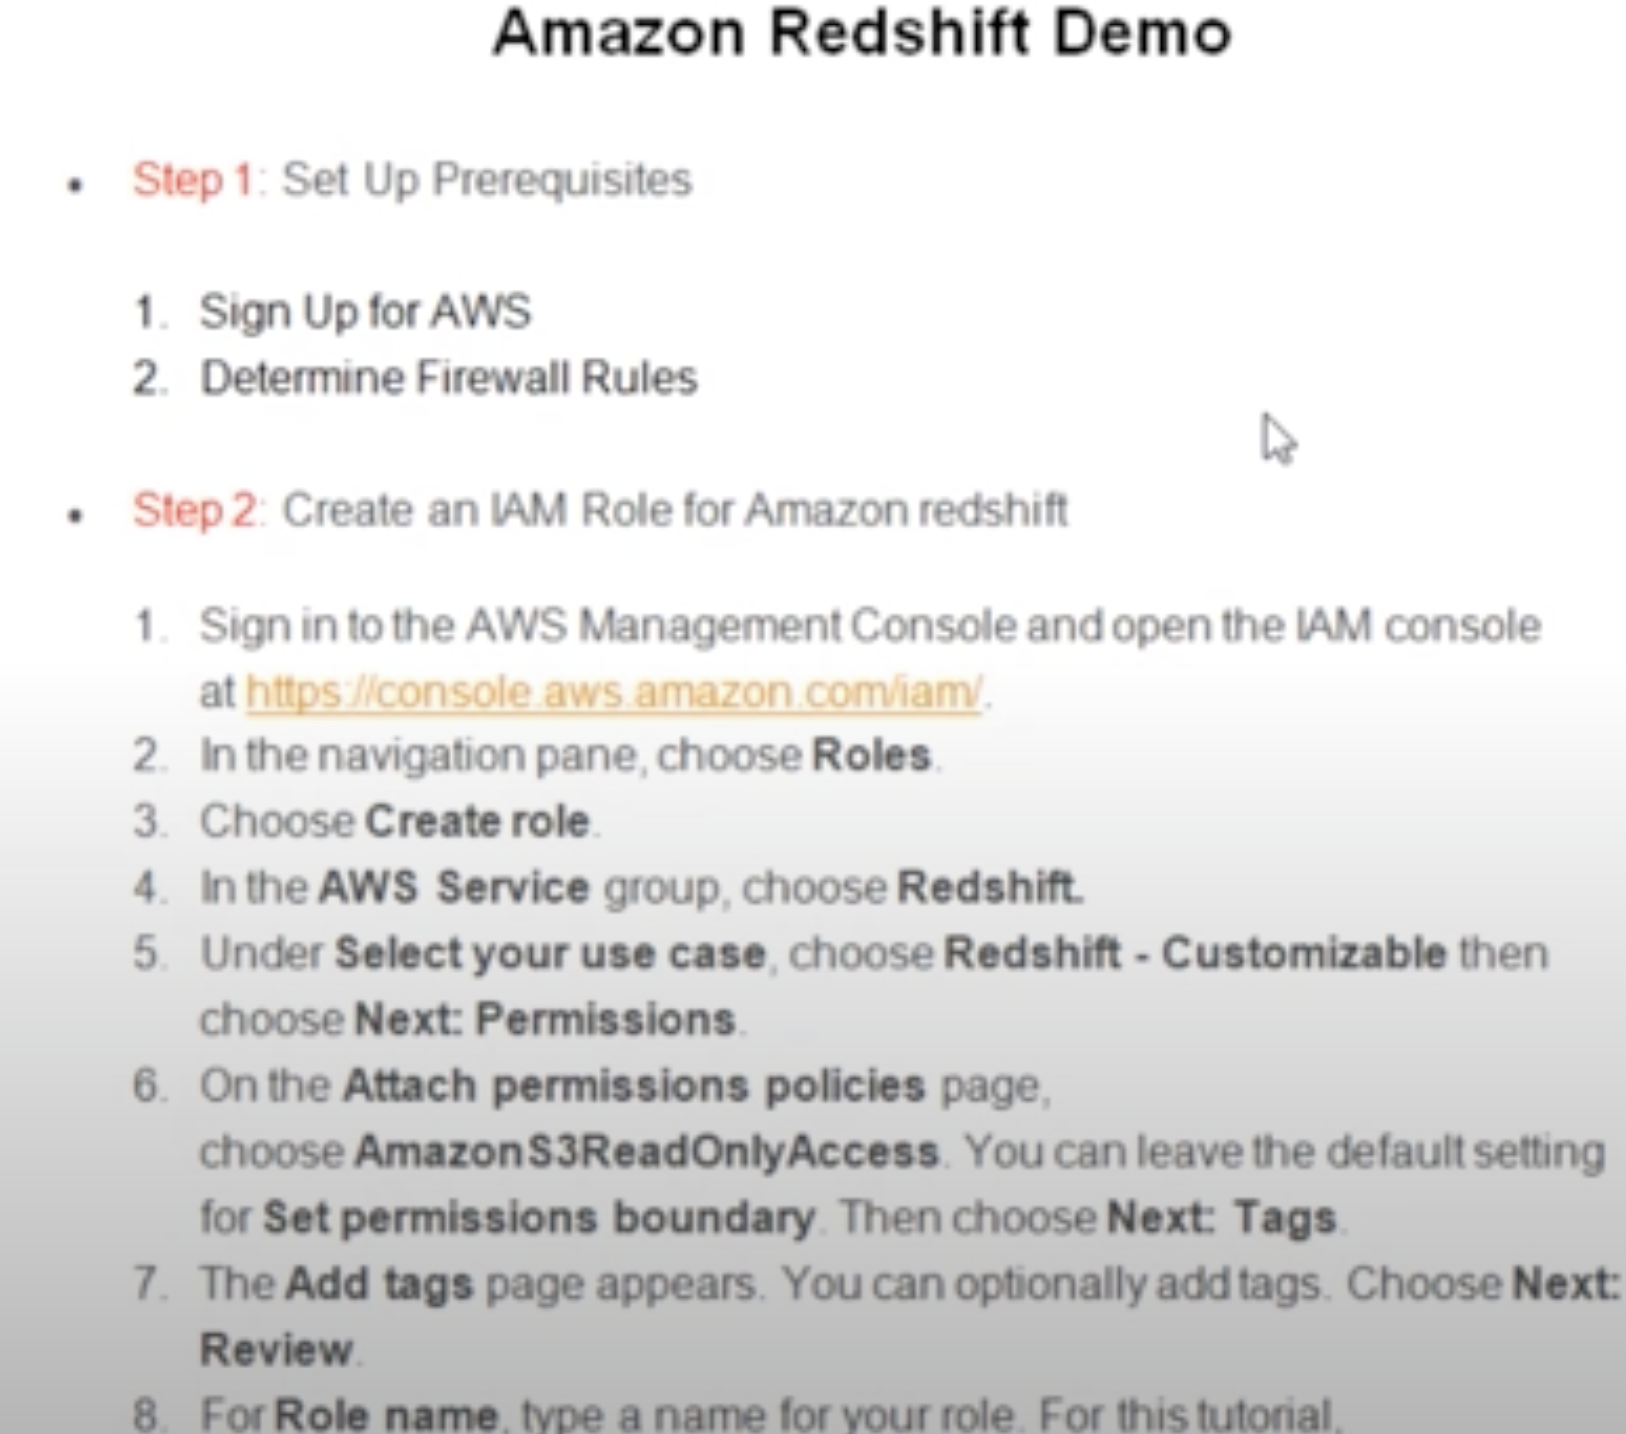 Amazon Redshift Demo
• Step 1: Set Up Prerequisites
1. Sign Up for AWS
2. Determine Firewall Rules
• Step 2: Create an IAM Role for Amazon redshift
1. Sign in to the AWS Management Console and open the IAM console
at https://console.aws.amazon.com/iam/.
2. In the navigation pane, choose Roles.
3. Choose Create role.
4. In the AWS Service group, choose Redshift.
5. Under Select your use case, choose Redshift - Customizable then
choose Next: Permissions.
6. On the Attach permissions policies page,
choose AmazonS3ReadOnlyAccess. You can leave the default setting
for Set permissions boundary. Then choose Next: Tags.
7. The Add tags page appears. You can optionally add tags. Choose Next:
Review.
8. For Role name, type a name for your role. For this tutorial,